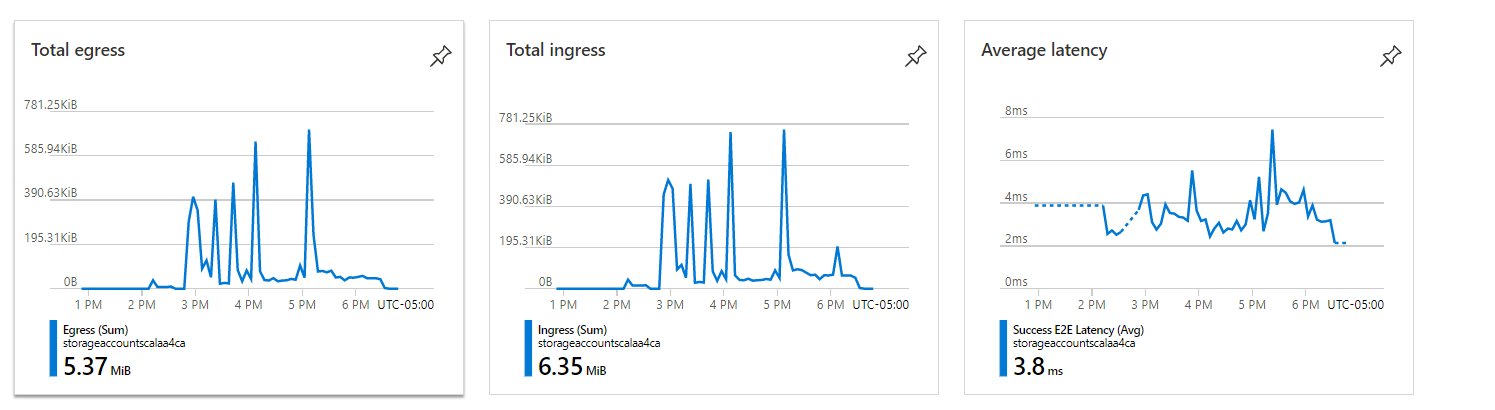 Total egress
781.25KiB
585.94KiB
390.63KiB
195.31KiB
0B
1 PM 2 PM 3 PM 4 PM 5 PM 6 PM UTC-05:00
Egress (Sum)
storageaccountscalaa4ca
5.37 MiB
Total ingress
781.25KiB
585.94KiB
390.63KiB
195.31KiB
0B
1 PM 2 PM 3 PM 4 PM 5 PM 6 PM UTC-05:00
Ingress (Sum)
storageaccountscalaa4ca
6.35 MiB
Average latency
8ms
6ms
4ms
2ms
0ms
1 PM 2 PM 3 PM 4 PM 5 PM 6 PM UTC-05:00
Success E2E Latency (Avg)
storageaccountscalaa4ca
3.8 ms